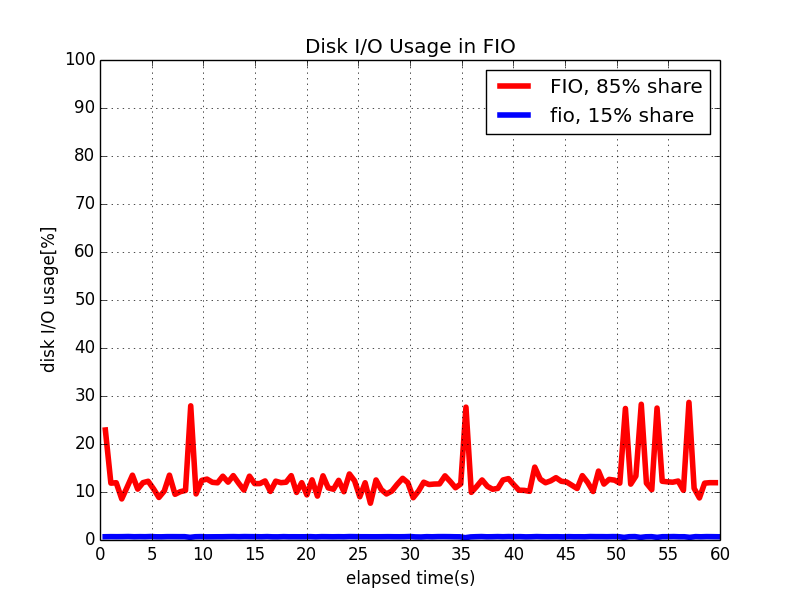 Disk I/O Usage in FIO
FIO, 85% share
fio, 15% share
disk I/O usage[%]
100
90
80
70
60
50
40
30
20
10
0
0 5 10 15 20 25 30 35 40 45 50 55 60
elapsed time(s)